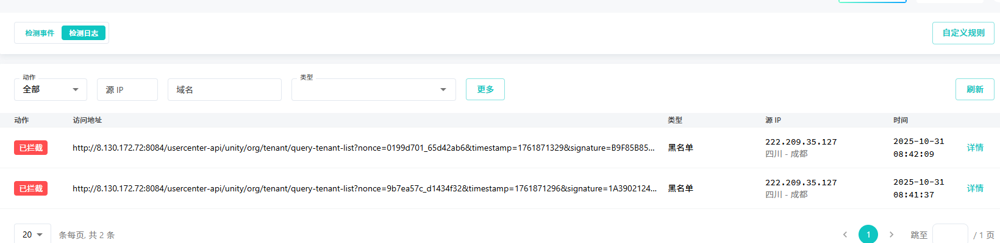 检测事件 检测日志 自定义规则
动作 类型
全部 源 IP 域名 更多 刷新
动作 访问地址 类型 源 IP 时间
已拦截 http://8.130.172.72:8084/usercenter-api/unity/org/tenant/query-tenant-list?nonce=0199d701_65d42ab6&timestamp=1761871329&signature=B9F85B85... 黑名单 222.209.35.127 2025-10-31 详情
四川 - 成都 08:42:09
已拦截 http://8.130.172.72:8084/usercenter-api/unity/org/tenant/query-tenant-list?nonce=9b7ea57c_d1434f32&timestamp=1761871296&signature=1A3902124... 黑名单 222.209.35.127 2025-10-31 详情
四川 - 成都 08:41:37
20 条每页, 共 2 条 1 跳至 / 1 页